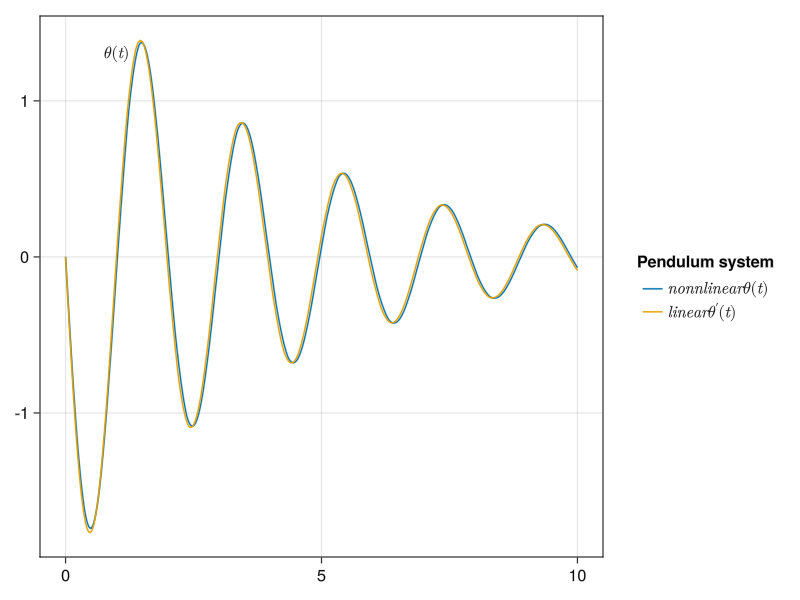 θ(t)
1
0
-1
0
5
10
Pendulum system
nonnlinearθ(t)
linearθ′(t)